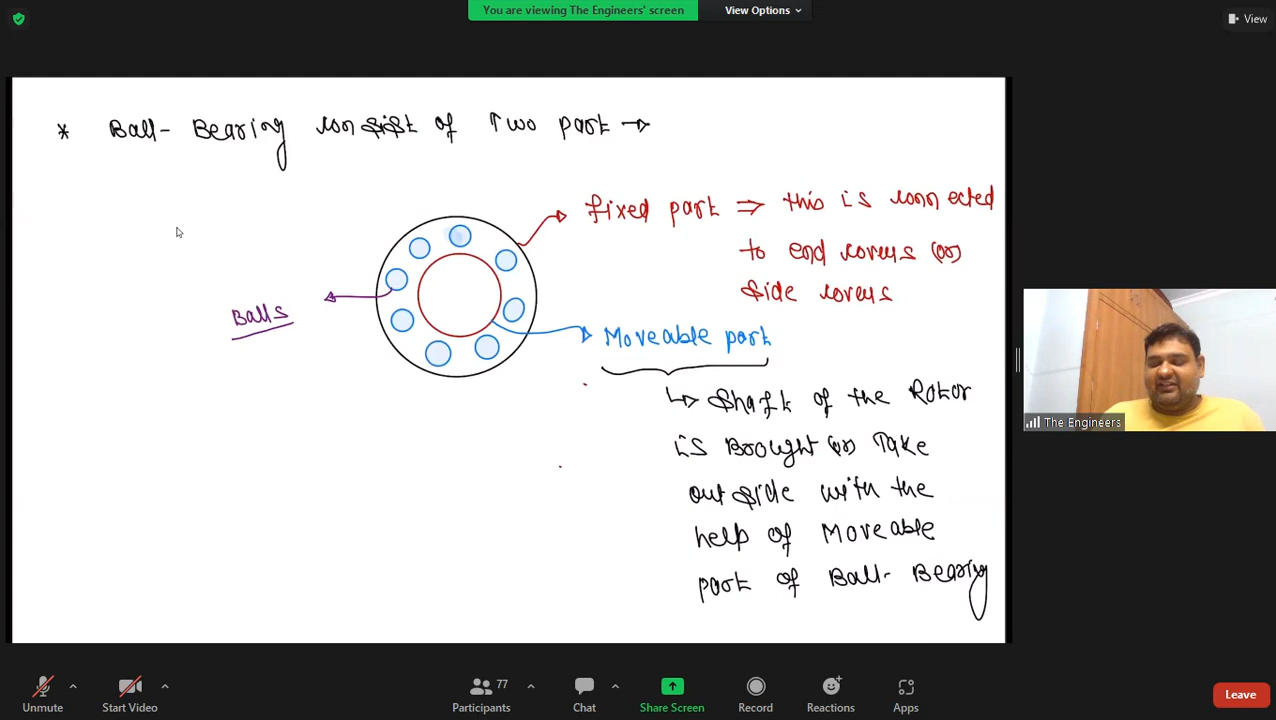 You are viewing The Engineers' screen
View Options
View
* Ball-Bearing consist of Two part →
fixed part ⇒ this is connected
to end covers (or)
side covers
Balls
Moveable part
↳ Shaft of the Rotor
is Brought (or) Take
outside with the
help of Moveable
part of Ball-Bearing
The Engineers
Unmute
Start Video
77
Participants
Chat
Share Screen
Record
Reactions
Apps
Leave